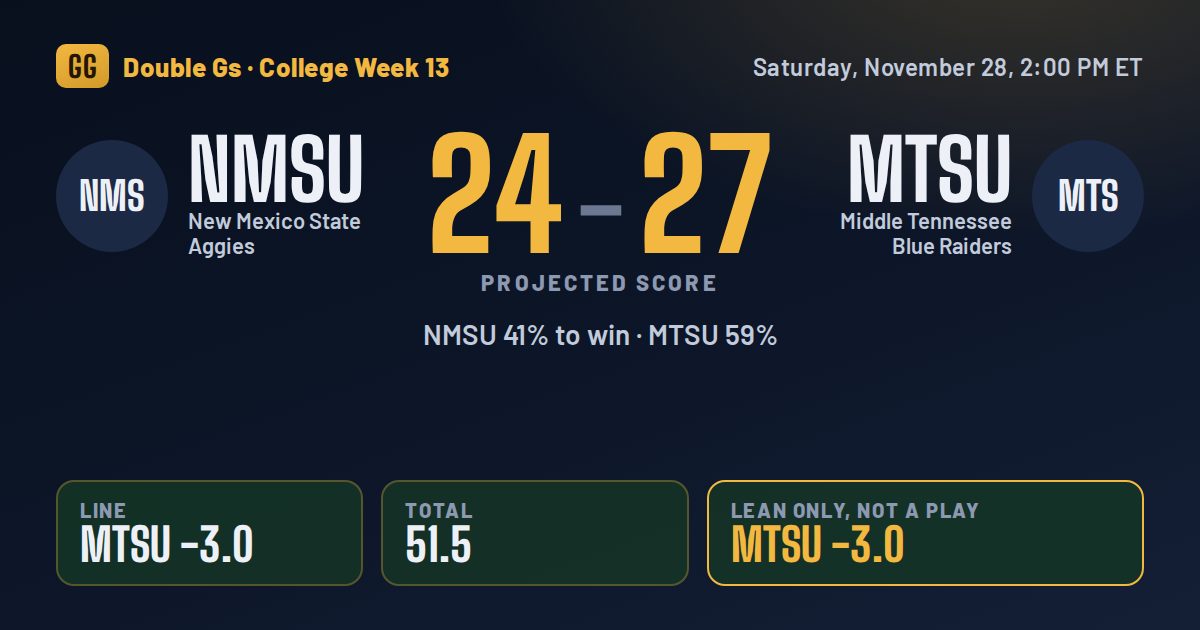 GG Double Gs · College Week 13
Saturday, November 28, 2:00 PM ET
NMS
NMSU
New Mexico State
Aggies
24 – 27
PROJECTED SCORE
NMSU 41% to win · MTSU 59%
MTSU
Middle Tennessee
Blue Raiders
MTS
LINE
MTSU −3.0
TOTAL
51.5
LEAN ONLY, NOT A PLAY
MTSU −3.0